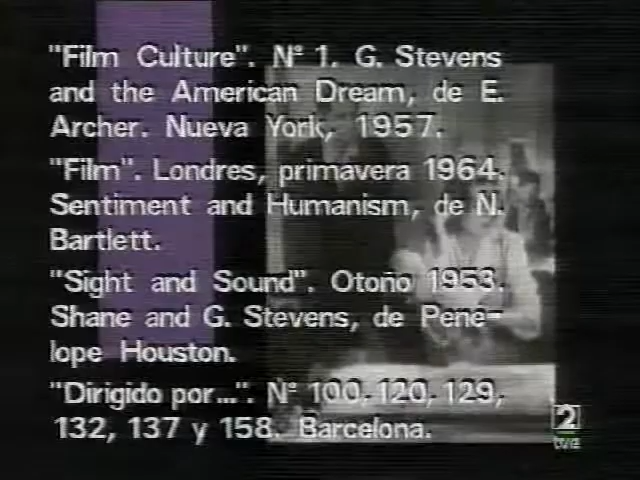 "Film Culture". Nº 1. G. Stevens
and the American Dream, de E.
Archer. Nueva York, 1957.
"Film". Londres, primavera 1964.
Sentiment and Humanism, de N.
Bartlett.
"Sight and Sound". Otoño 1953.
Shane and G. Stevens, de Pene-
lope Houston.
"Dirigido por...". Nº 100, 120, 129,
132, 137 y 158. Barcelona.
2
tve